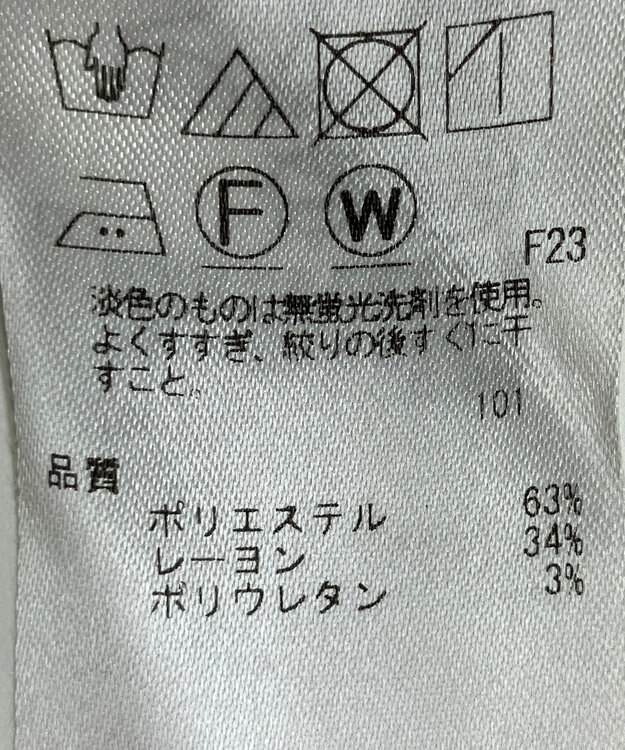 F
W
F23
淡色のものは無蛍光洗剤を使用。
よくすすぎ、絞りの後すぐに干
すこと。
101
品質
ポリエステル 63%
レーヨン 34%
ポリウレタン 3%